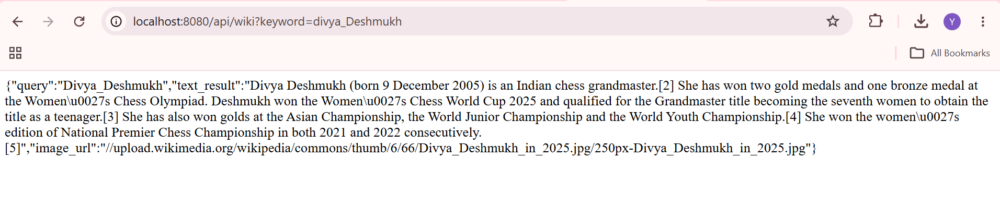 localhost:8080/api/wiki?keyword=divya_Deshmukh
Y
All Bookmarks
{"query":"Divya_Deshmukh","text_result":"Divya Deshmukh (born 9 December 2005) is an Indian chess grandmaster.[2] She has won two gold medals and one bronze medal at
the Women\u0027s Chess Olympiad. Deshmukh won the Women\u0027s Chess World Cup 2025 and qualified for the Grandmaster title becoming the seventh women to obtain the
title as a teenager.[3] She has also won golds at the Asian Championship, the World Junior Championship and the World Youth Championship.[4] She won the women\u0027s
edition of National Premier Chess Championship in both 2021 and 2022 consecutively.
[5]","image_url":"//upload.wikimedia.org/wikipedia/commons/thumb/6/66/Divya_Deshmukh_in_2025.jpg/250px-Divya_Deshmukh_in_2025.jpg"}